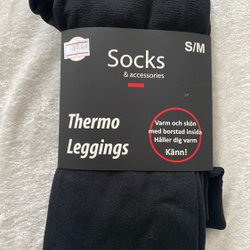 S/M
Socks
& accessories
Thermo
Leggings
Varm och skön
med borstad insida
Håller dig varm
Känn!